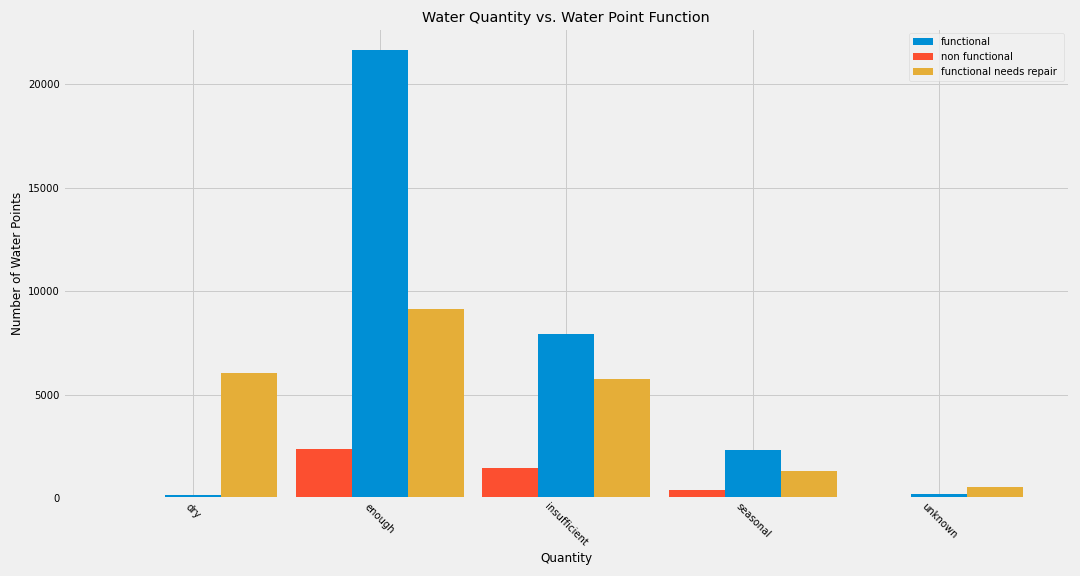 Water Quantity vs. Water Point Function
functional
non functional
functional needs repair
Number of Water Points
20000
15000
10000
5000
0
dry
enough
insufficient
seasonal
unknown
Quantity